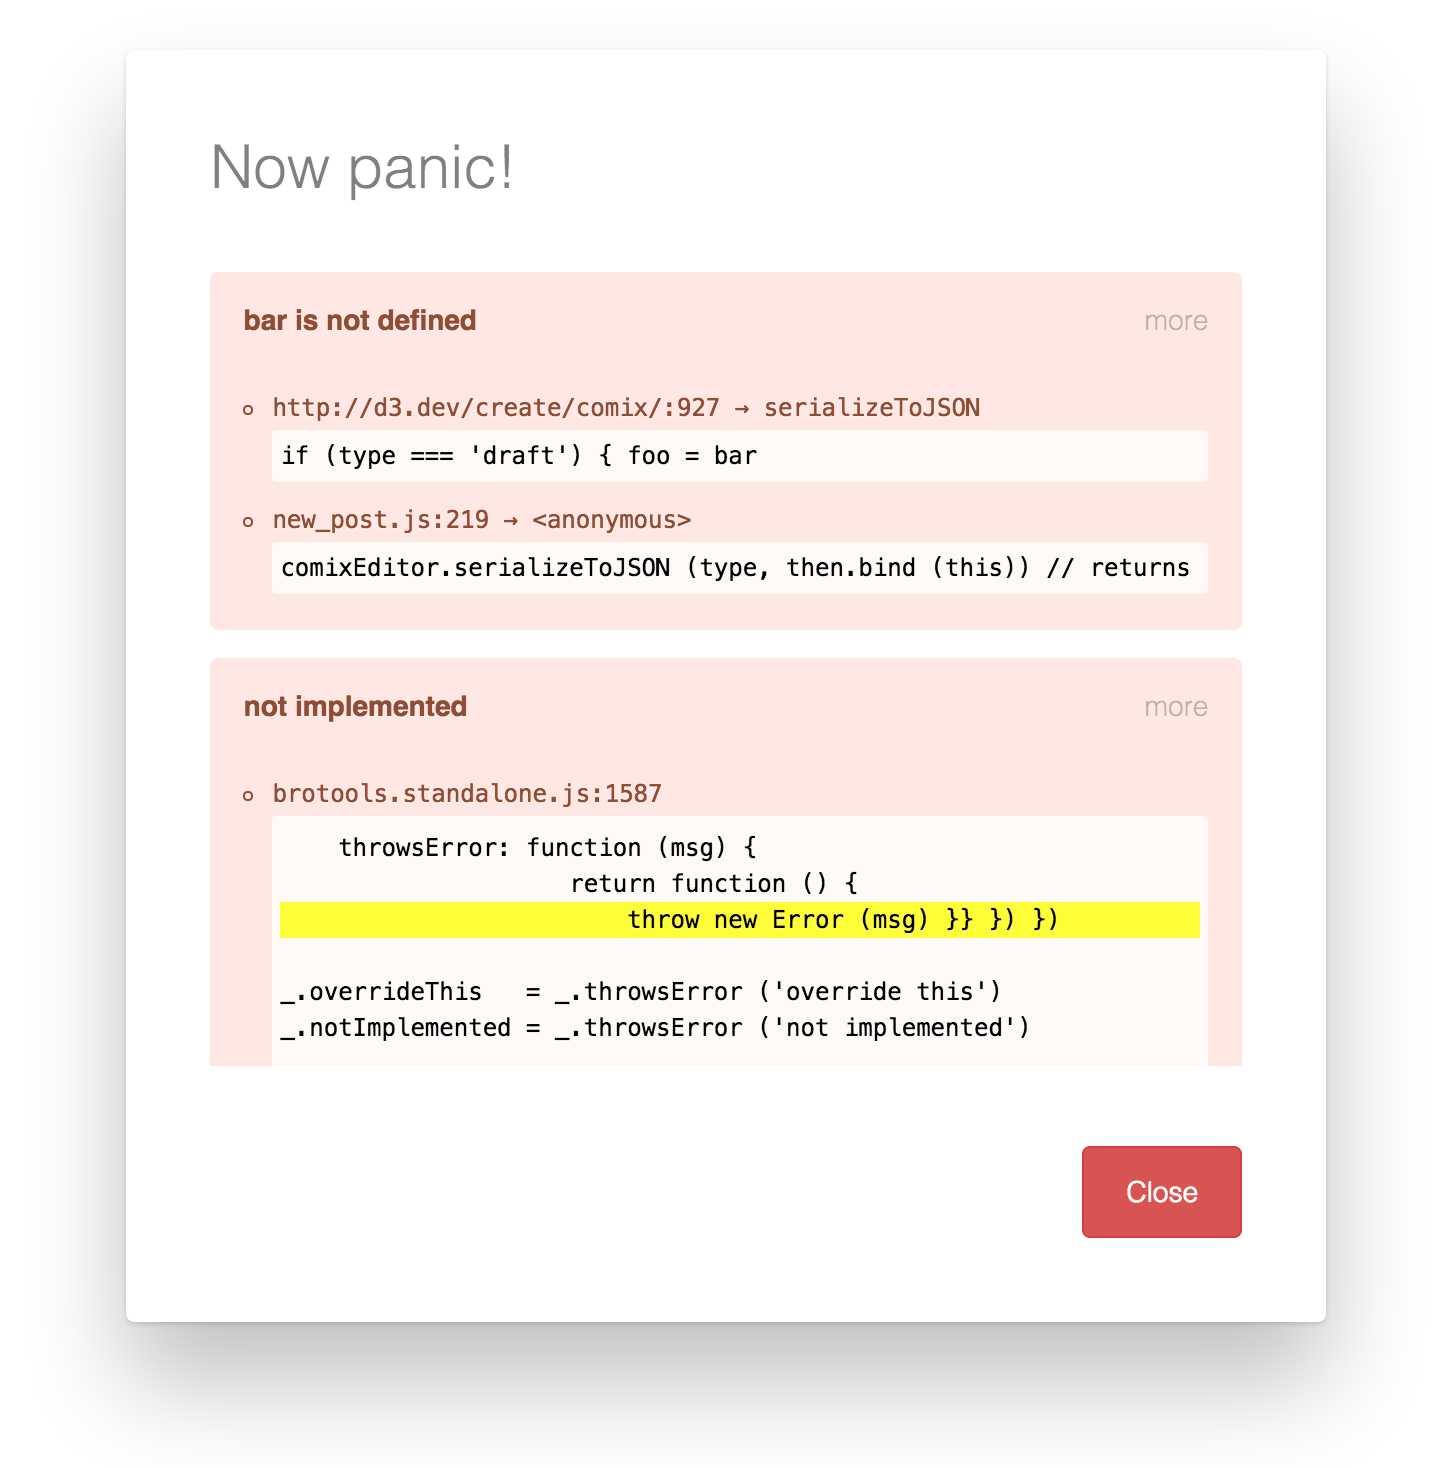 Now panic!
bar is not defined
more
http://d3.dev/create/comix/:927 → serializeToJSON
if (type === 'draft') { foo = bar
new_post.js:219 → <anonymous>
comixEditor.serializeToJSON (type, then.bind (this)) // returns
not implemented
more
brotools.standalone.js:1587
throwsError: function (msg) {
return function () {
throw new Error (msg) }} }) })
_.overrideThis   = _.throwsError ('override this')
_.notImplemented = _.throwsError ('not implemented')
Close